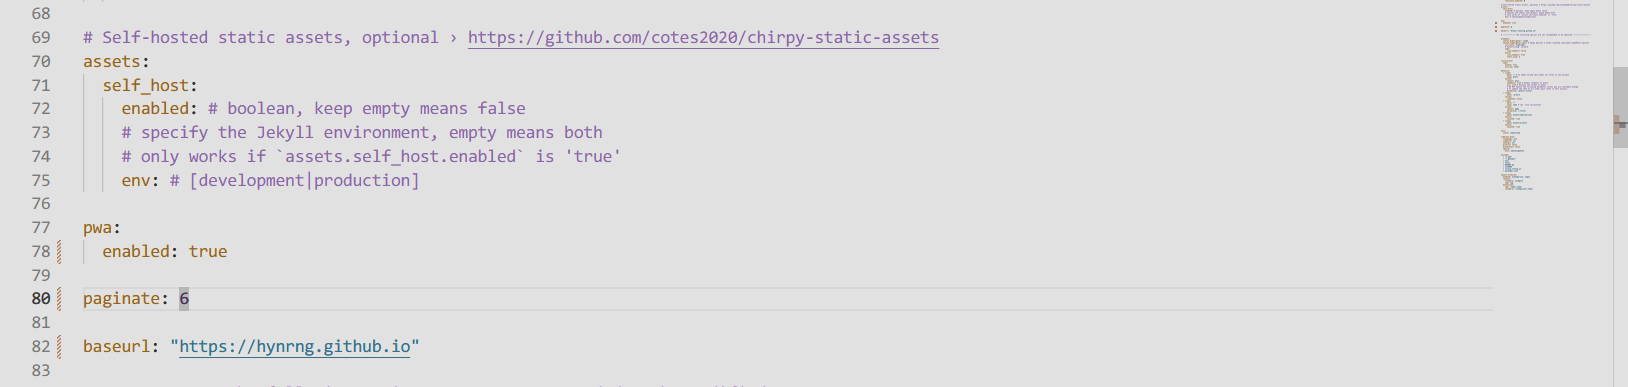 68
69 # Self-hosted static assets, optional › https://github.com/cotes2020/chirpy-static-assets
70 assets:
71 self_host:
72 enabled: # boolean, keep empty means false
73 # specify the Jekyll environment, empty means both
74 # only works if `assets.self_host.enabled` is 'true'
75 env: # [development|production]
76
77 pwa:
78 enabled: true
79
80 paginate: 6
81
82 baseurl: "https://hynrng.github.io"
83